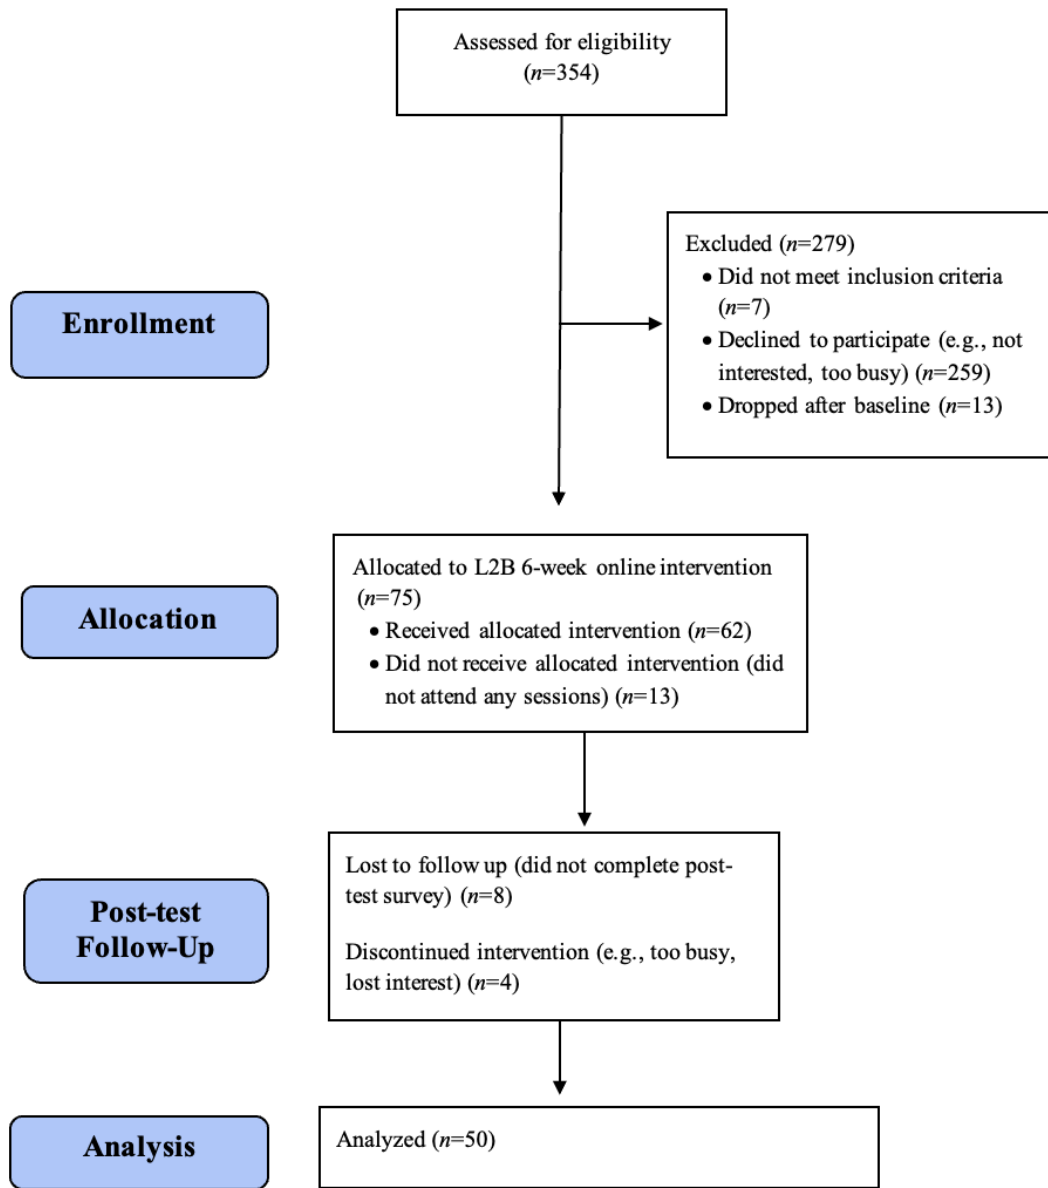 Assessed for eligibility
(n=354)
Excluded (n=279)
• Did not meet inclusion criteria
(n=7)
• Declined to participate (e.g., not
interested, too busy) (n=259)
• Dropped after baseline (n=13)
Enrollment
Allocated to L2B 6-week online intervention
(n=75)
• Received allocated intervention (n=62)
• Did not receive allocated intervention (did
not attend any sessions) (n=13)
Allocation
Lost to follow up (did not complete post-
test survey) (n=8)
Discontinued intervention (e.g., too busy,
lost interest) (n=4)
Post-test
Follow-Up
Analyzed (n=50)
Analysis